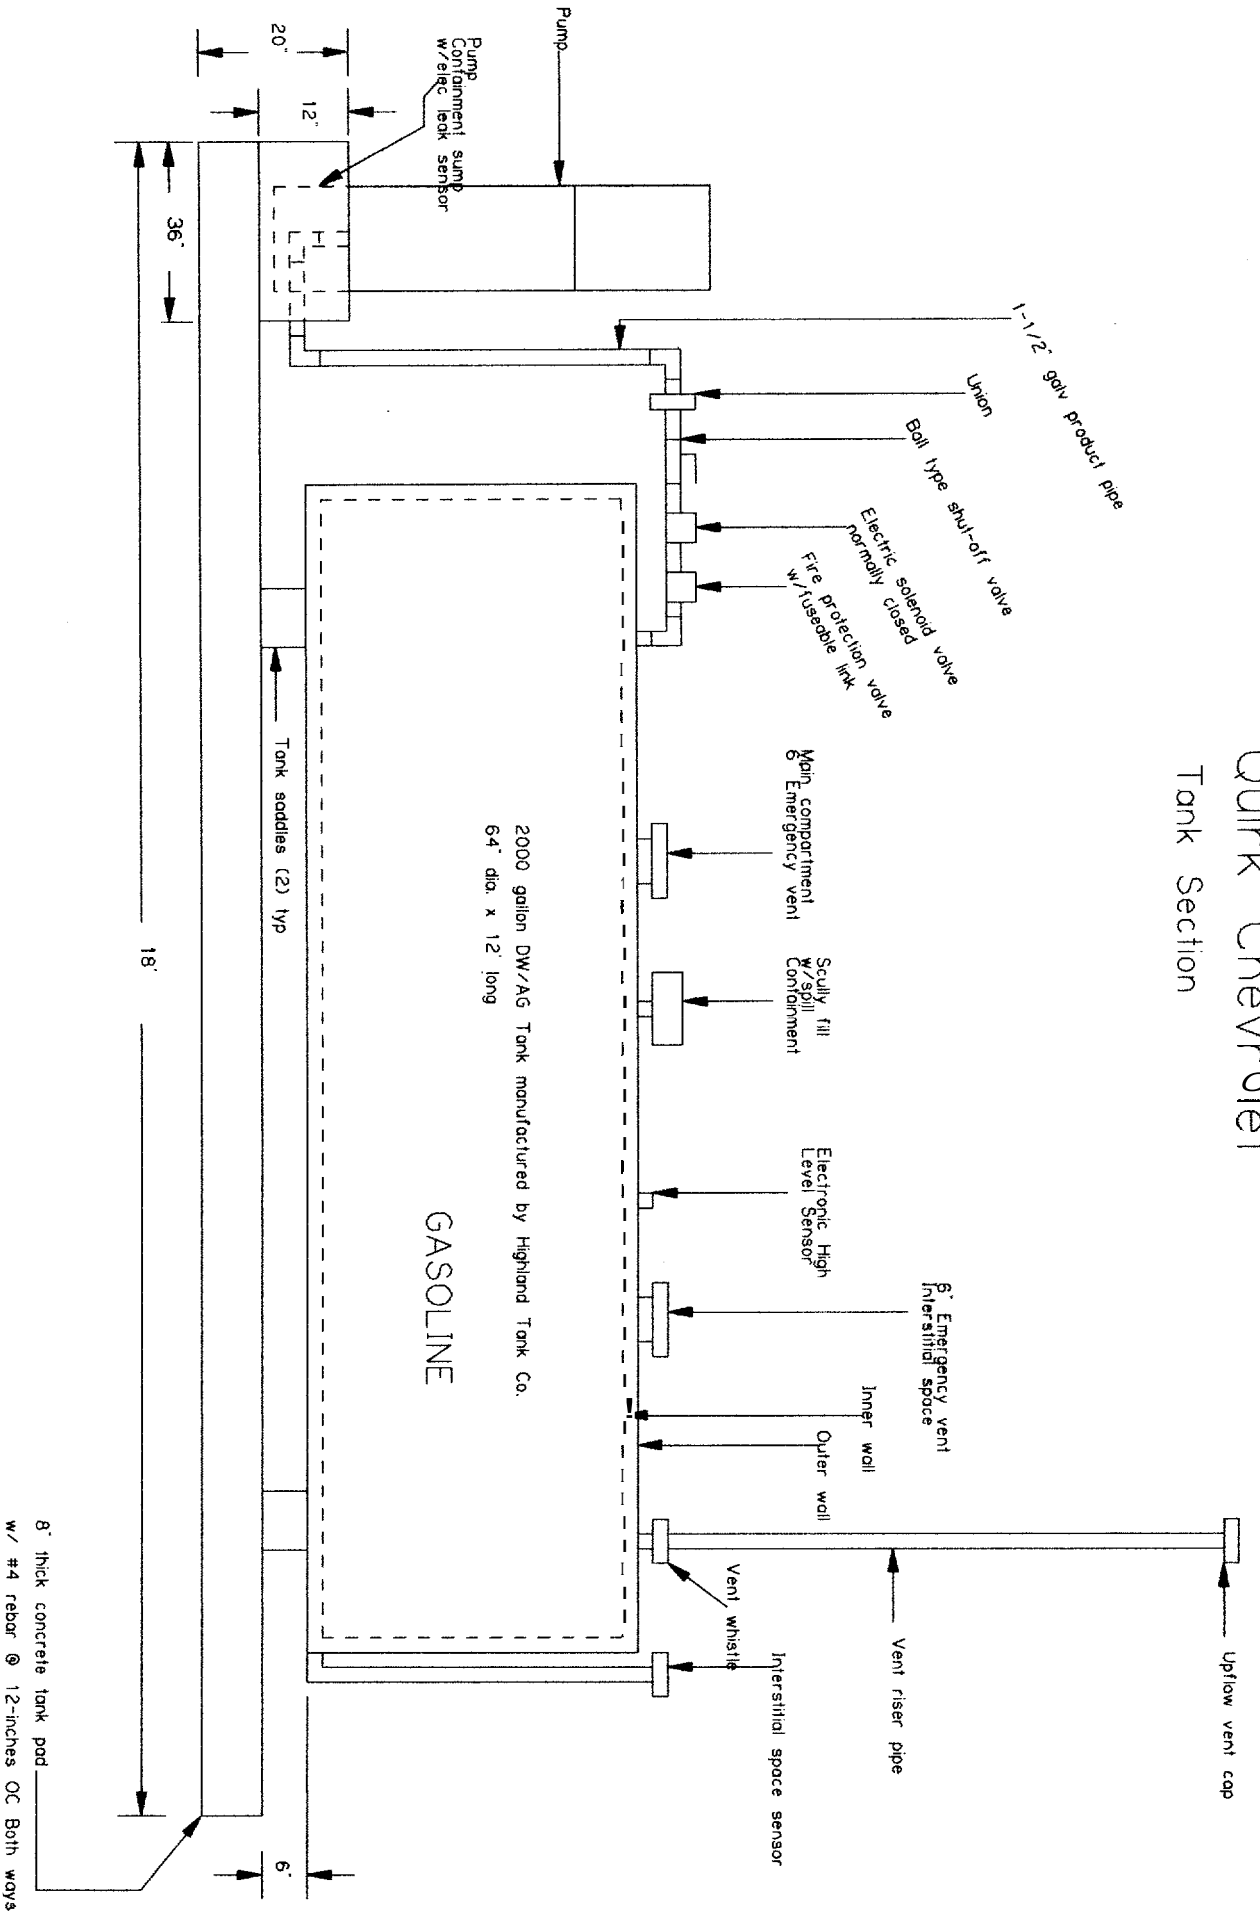 Quirk Chevrolet
Tank Section
Upflow vent cap
Vent riser pipe
1-1/2" galv product pipe
Union
Ball type shut-off valve
Electric solenoid valve
normally closed
Fire protection valve
w/fuseable link
Main compartment
6" Emergency vent
Scully fill
w/spill
Containment
Electronic High
Level Sensor
6" Emergency vent
Interstitial space
Inner wall
Outer wall
Vent whistle
Interstitial space sensor
Pump
Pump
Containment sump
w/elec leak sensor
2000 gallon DW/AG Tank manufactured by Highland Tank Co.
64" dia. x 12' long
GASOLINE
Tank saddles (2) typ
20"
12"
36"
18'
6"
8" thick concrete tank pad
w/ #4 rebar @ 12-inches OC Both ways